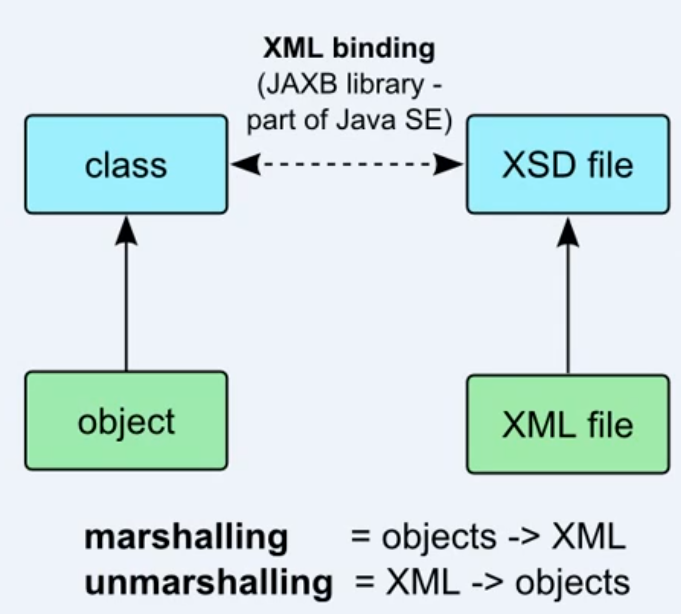 XML binding
(JAXB library -
part of Java SE)
class
XSD file
object
XML file
marshalling = objects -> XML
unmarshalling = XML -> objects